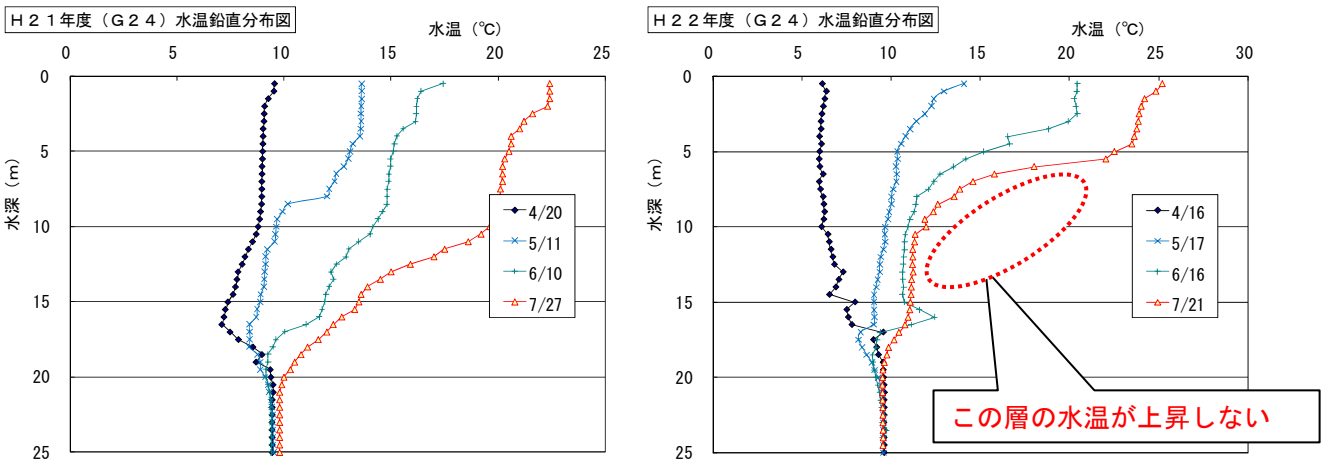 H21年度(G24)水温鉛直分布図
水温(℃)
0 5 10 15 20 25
0
5
10
15
20
25
水深(m)
4/20
5/11
6/10
7/27
H22年度(G24)水温鉛直分布図
水温(℃)
0 5 10 15 20 25 30
0
5
10
15
20
25
水深(m)
4/16
5/17
6/16
7/21
この層の水温が上昇しない